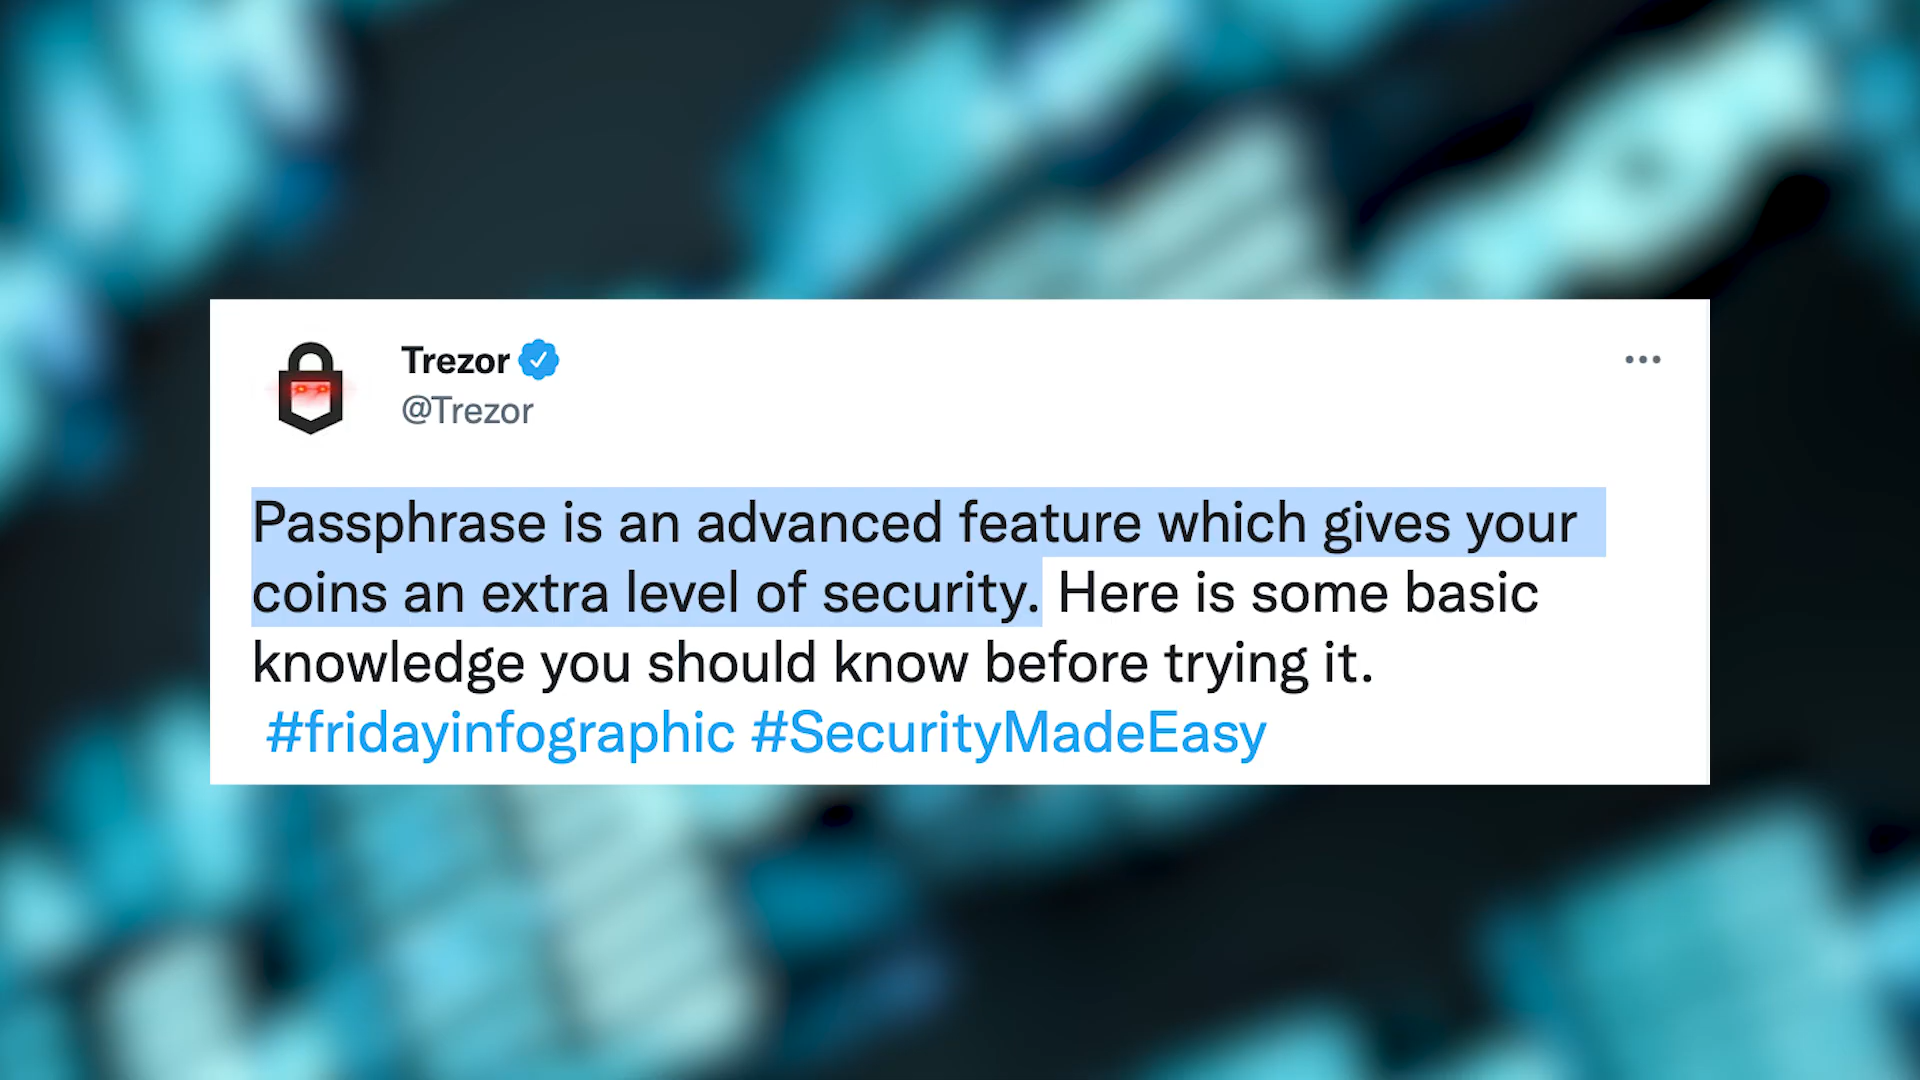 Trezor
@Trezor
Passphrase is an advanced feature which gives your
coins an extra level of security. Here is some basic
knowledge you should know before trying it.
#fridayinfographic #SecurityMadeEasy